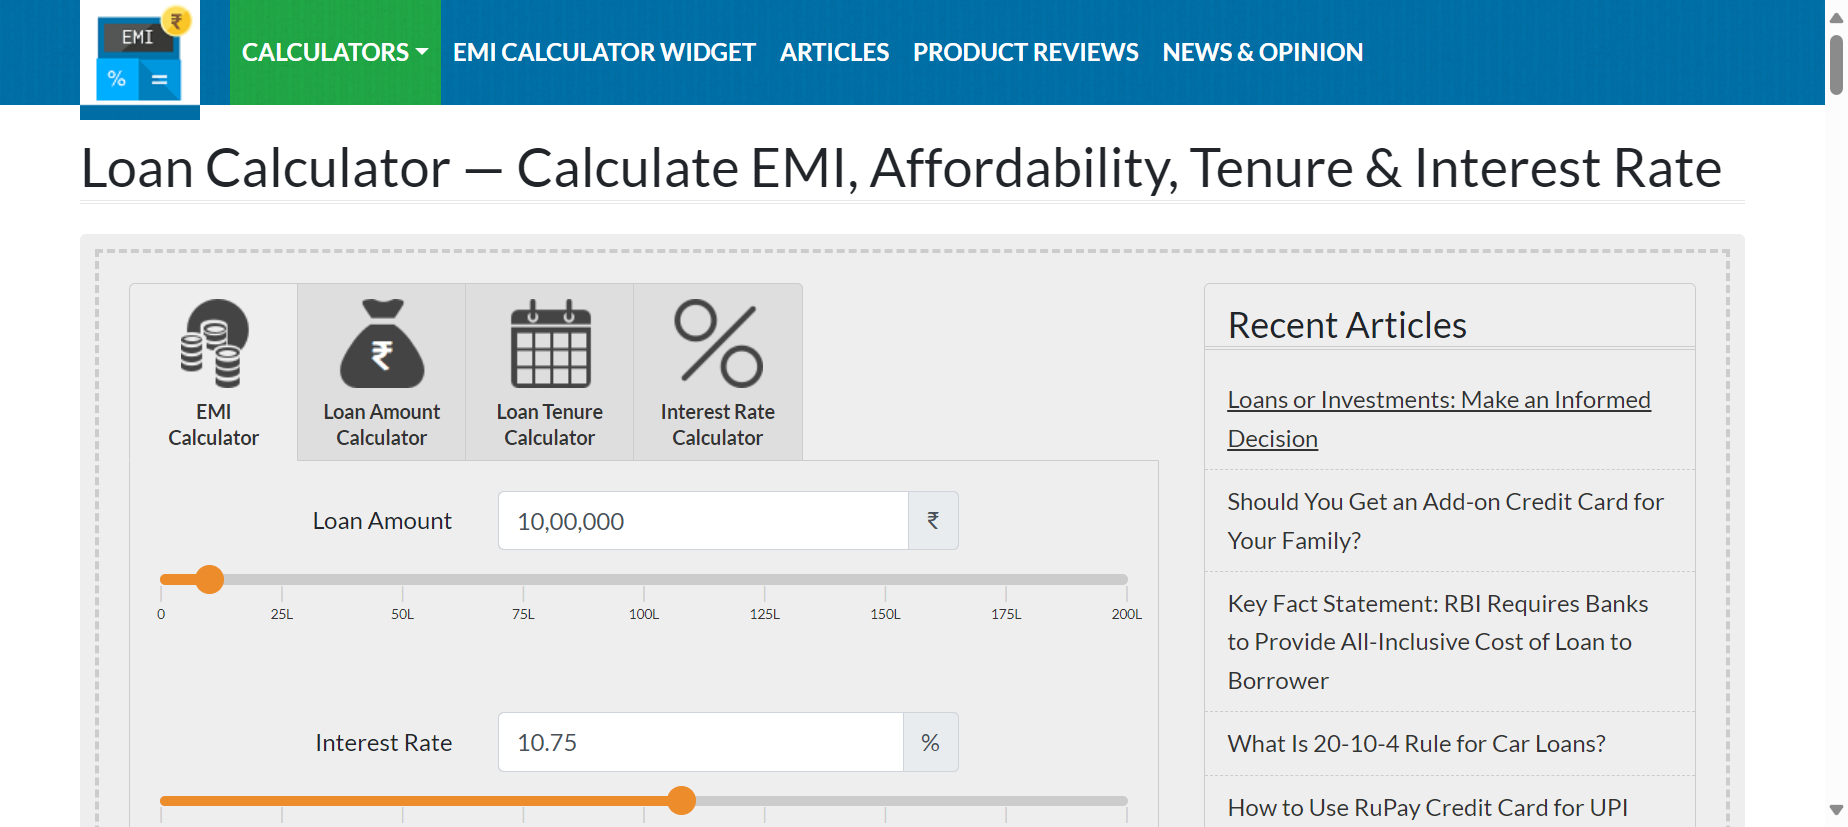 EMI
₹
%
=
CALCULATORS
EMI CALCULATOR WIDGET
ARTICLES
PRODUCT REVIEWS
NEWS & OPINION
Loan Calculator — Calculate EMI, Affordability, Tenure & Interest Rate
EMI
Calculator
₹
Loan Amount
Calculator
Loan Tenure
Calculator
Interest Rate
Calculator
Loan Amount
10,00,000
₹
0
25L
50L
75L
100L
125L
150L
175L
200L
Interest Rate
10.75
%
Recent Articles
Loans or Investments: Make an Informed
Decision
Should You Get an Add-on Credit Card for
Your Family?
Key Fact Statement: RBI Requires Banks
to Provide All-Inclusive Cost of Loan to
Borrower
What Is 20-10-4 Rule for Car Loans?
How to Use RuPay Credit Card for UPI